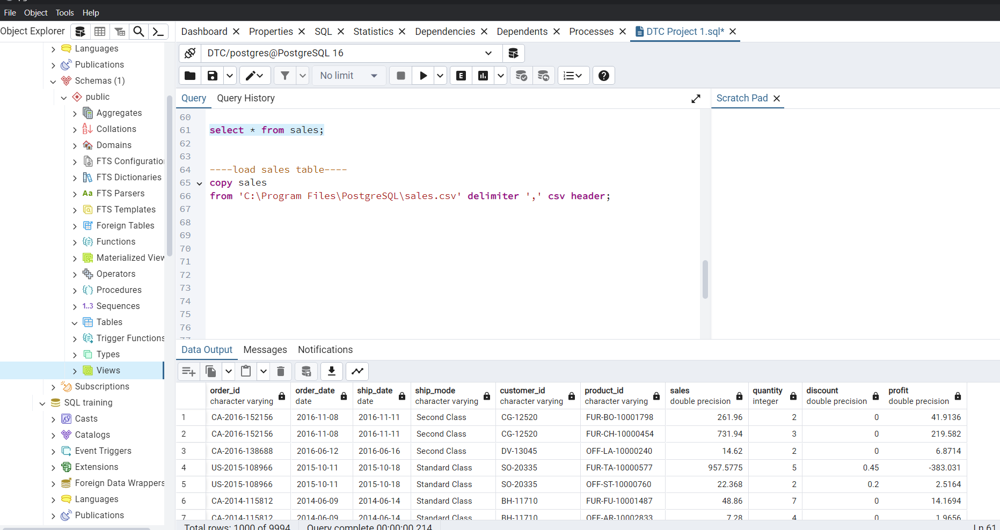 File Object Tools Help
Object Explorer
Dashboard Properties SQL Statistics Dependencies Dependents Processes DTC Project 1.sql*
DTC/postgres@PostgreSQL 16
No limit
E
Query Query History
Scratch Pad
Languages
Publications
Schemas (1)
public
Aggregates
Collations
Domains
FTS Configuratio
FTS Dictionaries
Aa FTS Parsers
FTS Templates
Foreign Tables
Functions
Materialized View
Operators
Procedures
1..3 Sequences
Tables
Trigger Functions
Types
Views
Subscriptions
SQL training
Casts
Catalogs
Event Triggers
Extensions
Foreign Data Wrappers
Languages
Publications
60
61 select * from sales;
62
63
64 ----load sales table----
65 copy sales
66 from 'C:\Program Files\PostgreSQL\sales.csv' delimiter ',' csv header;
67
68
69
70
71
72
73
74
75
76
77
Data Output Messages Notifications
order_id order_date ship_date ship_mode customer_id product_id sales quantity discount profit
character varying date date character varying character varying character varying double precision integer double precision double precision
1 CA-2016-152156 2016-11-08 2016-11-11 Second Class CG-12520 FUR-BO-10001798 261.96 2 0 41.9136
2 CA-2016-152156 2016-11-08 2016-11-11 Second Class CG-12520 FUR-CH-10000454 731.94 3 0 219.582
3 CA-2016-138688 2016-06-12 2016-06-16 Second Class DV-13045 OFF-LA-10000240 14.62 2 0 6.8714
4 US-2015-108966 2015-10-11 2015-10-18 Standard Class SO-20335 FUR-TA-10000577 957.5775 5 0.45 -383.031
5 US-2015-108966 2015-10-11 2015-10-18 Standard Class SO-20335 OFF-ST-10000760 22.368 2 0.2 2.5164
6 CA-2014-115812 2014-06-09 2014-06-14 Standard Class BH-11710 FUR-FU-10001487 48.86 7 0 14.1694
7 CA-2014-115812 2014-06-09 2014-06-14 Standard Class BH-11710 OFF-AR-10002833 7.28 4 0 1.9656
Total rows: 1000 of 9994 Query complete 00:00:00.214 Ln 61